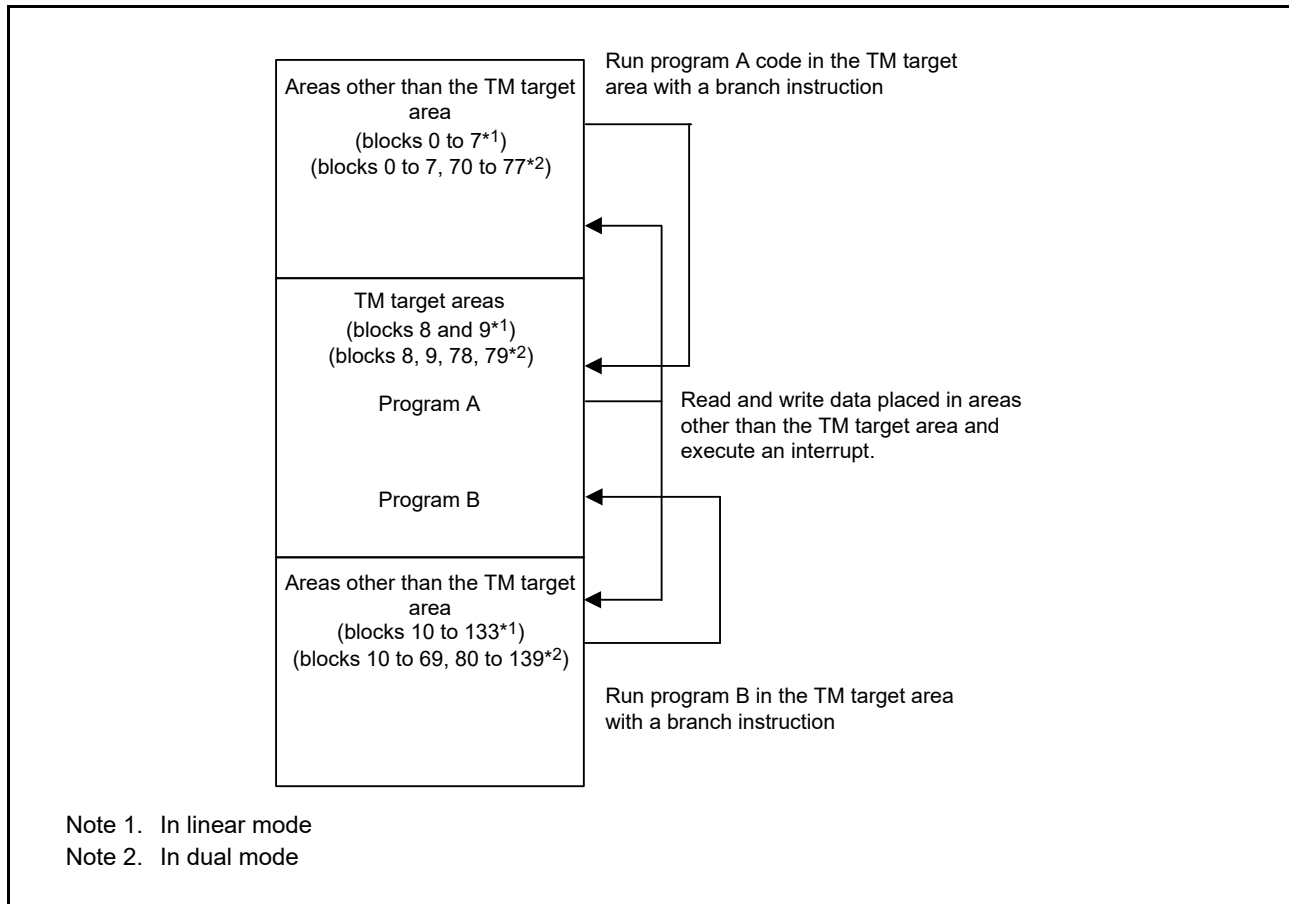 Run program A code in the TM target
area with a branch instruction
Areas other than the TM target
area
(blocks 0 to 7*1)
(blocks 0 to 7, 70 to 77*2)
TM target areas
(blocks 8 and 9*1)
(blocks 8, 9, 78, 79*2)
Program A
Read and write data placed in areas
other than the TM target area and
execute an interrupt.
Program B
Areas other than the TM target
area
(blocks 10 to 133*1)
(blocks 10 to 69, 80 to 139*2)
Run program B in the TM target area
with a branch instruction
Note 1. In linear mode
Note 2. In dual mode